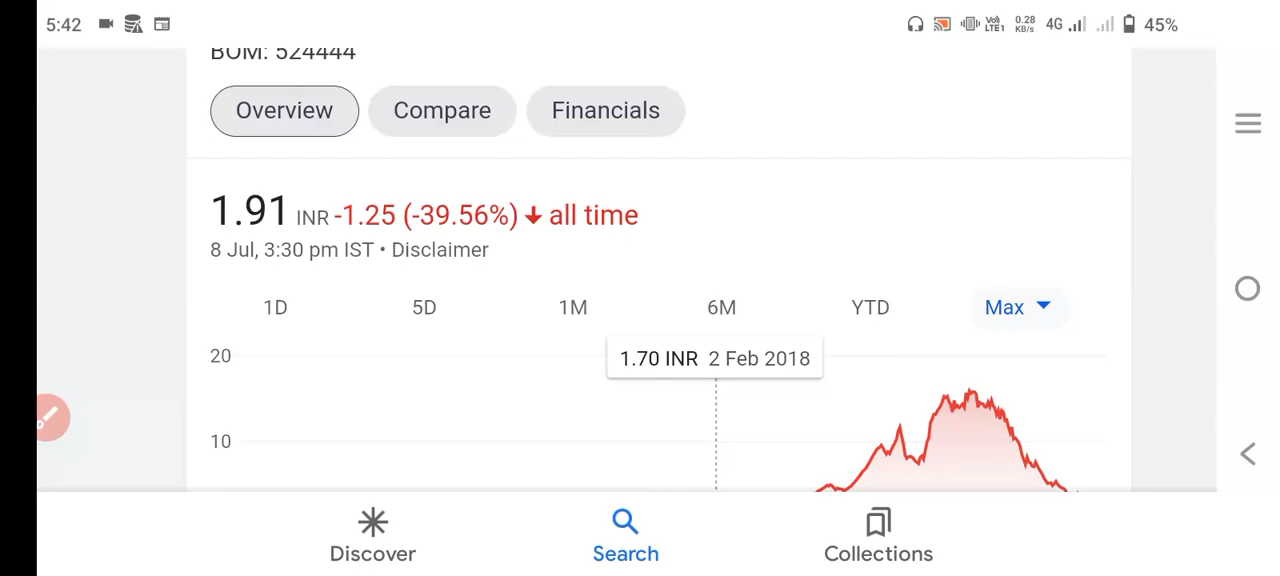 5:42
Vo) LTE1 0.28 KB/s 4G 45%
BOM: 524444
Overview Compare Financials
1.91 INR -1.25 (-39.56%) all time
8 Jul, 3:30 pm IST • Disclaimer
1D 5D 1M 6M YTD Max
20
1.70 INR 2 Feb 2018
10
Discover Search Collections